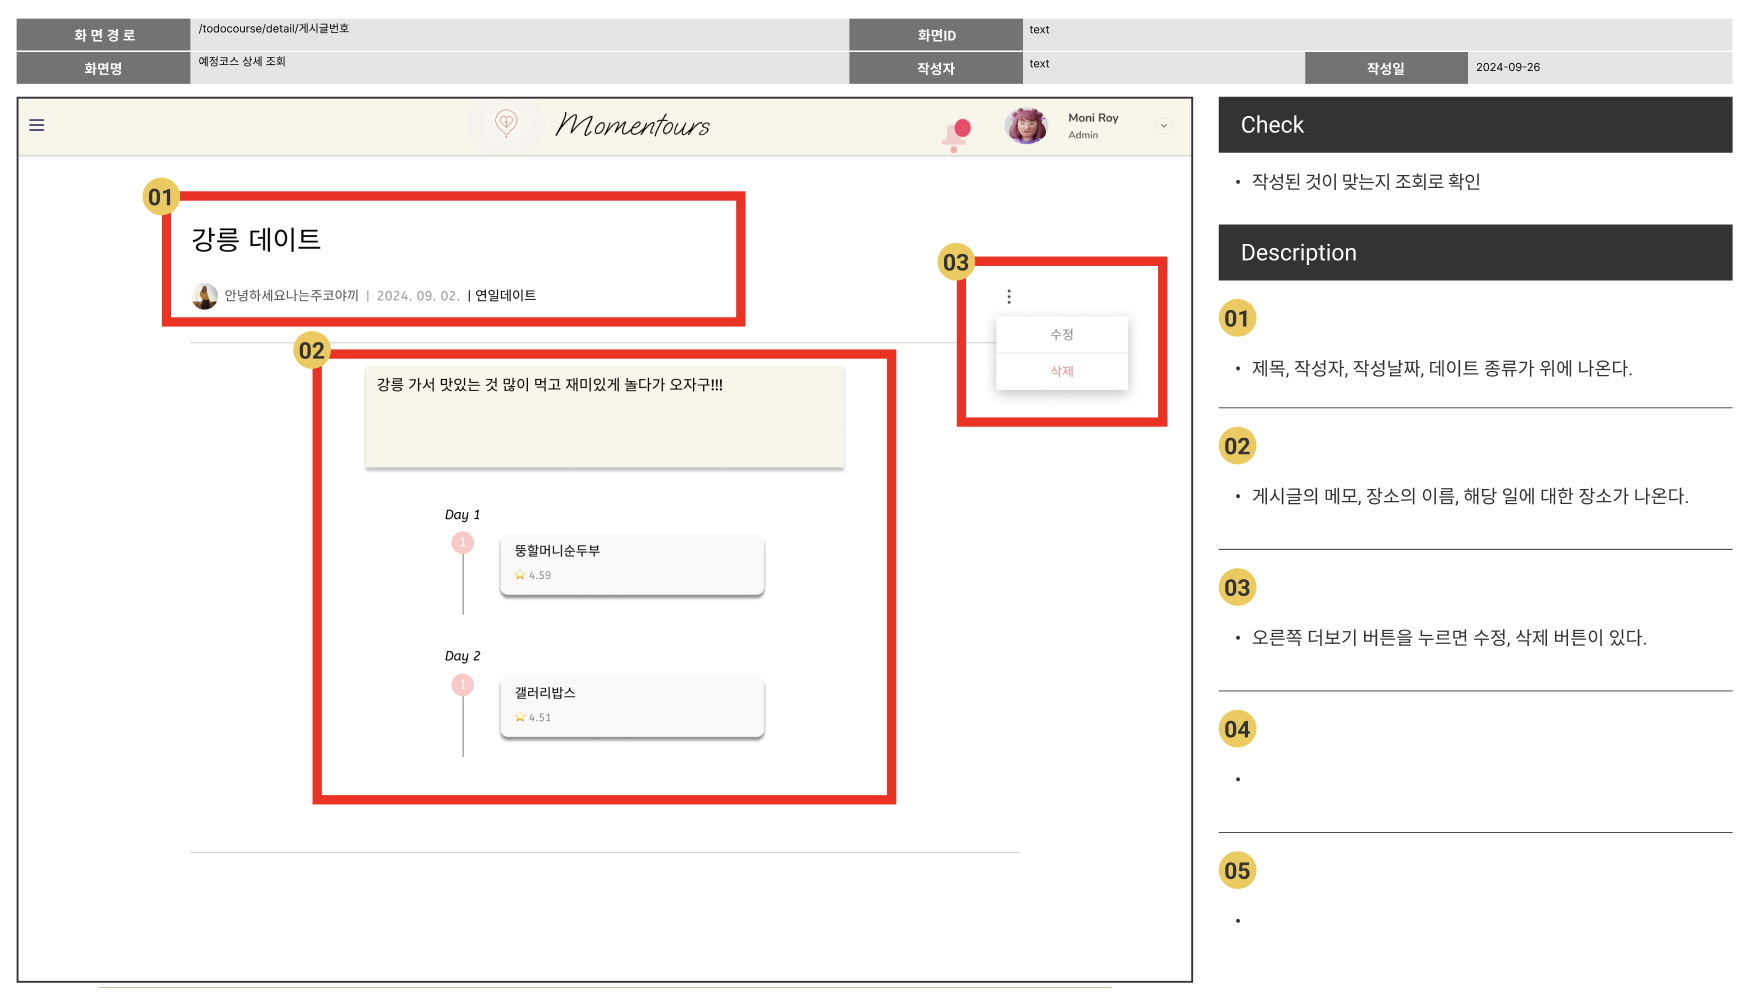 화 면 경 로
/todocourse/detail/게시글번호
화면ID
text
화면명
예정코스 상세 조회
작성자
text
작성일
2024-09-26
Momentours
Moni Roy
Admin
01
강릉 데이트
안녕하세요나는주코야끼 | 2024. 09. 02. | 연일데이트
03
수정
삭제
02
강릉 가서 맛있는 것 많이 먹고 재미있게 놀다가 오자구!!!
Day 1
1
뚱할머니순두부
4.59
Day 2
1
갤러리밥스
4.51
Check
• 작성된 것이 맞는지 조회로 확인
Description
01
• 제목, 작성자, 작성날짜, 데이트 종류가 위에 나온다.
02
• 게시글의 메모, 장소의 이름, 해당 일에 대한 장소가 나온다.
03
• 오른쪽 더보기 버튼을 누르면 수정, 삭제 버튼이 있다.
04
•
05
•